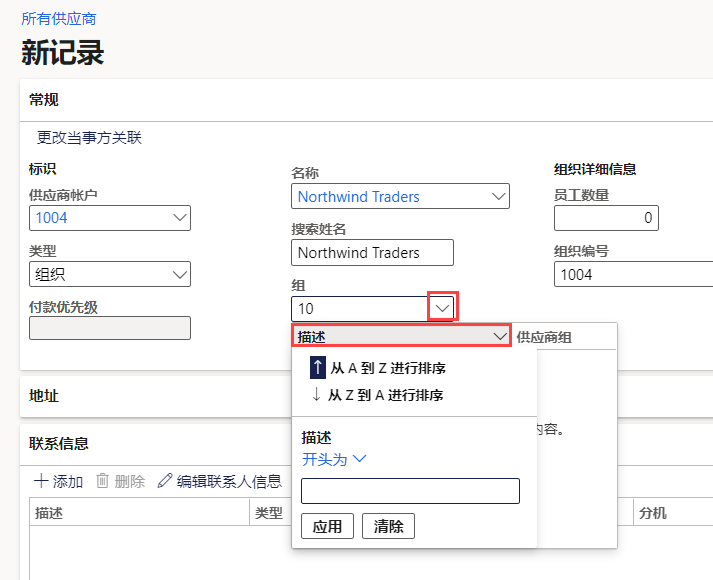 所有供应商
新记录
常规
更改当事方关联
标识
供应商帐户
1004
类型
组织
付款优先级
名称
Northwind Traders
搜索姓名
Northwind Traders
组
10
组织详细信息
员工数量
0
组织编号
1004
描述
供应商组
从 A 到 Z 进行排序
从 Z 到 A 进行排序
描述
开头为
应用
清除
内容。
地址
联系信息
添加 删除 编辑联系人信息
描述 类型 分机